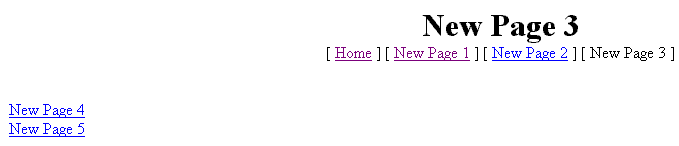 New Page 3
[ Home ] [ New Page 1 ] [ New Page 2 ] [ New Page 3 ]
New Page 4
New Page 5